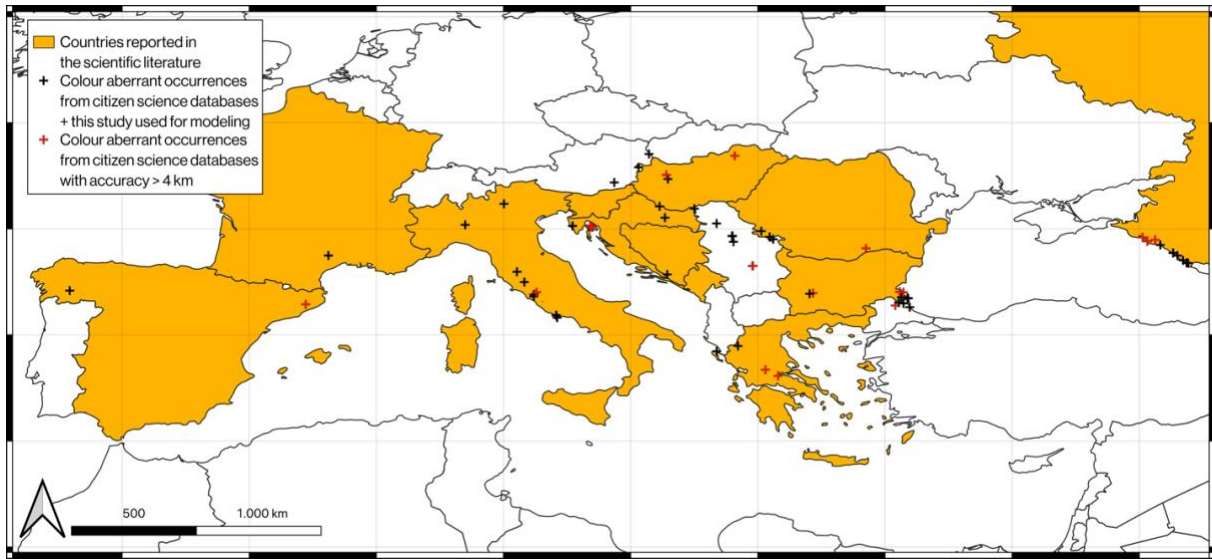 Countries reported in
the scientific literature
Colour aberrant occurrences
from citizen science databases
+ this study used for modeling
Colour aberrant occurrences
from citizen science databases
with accuracy > 4 km
500
1.000 km